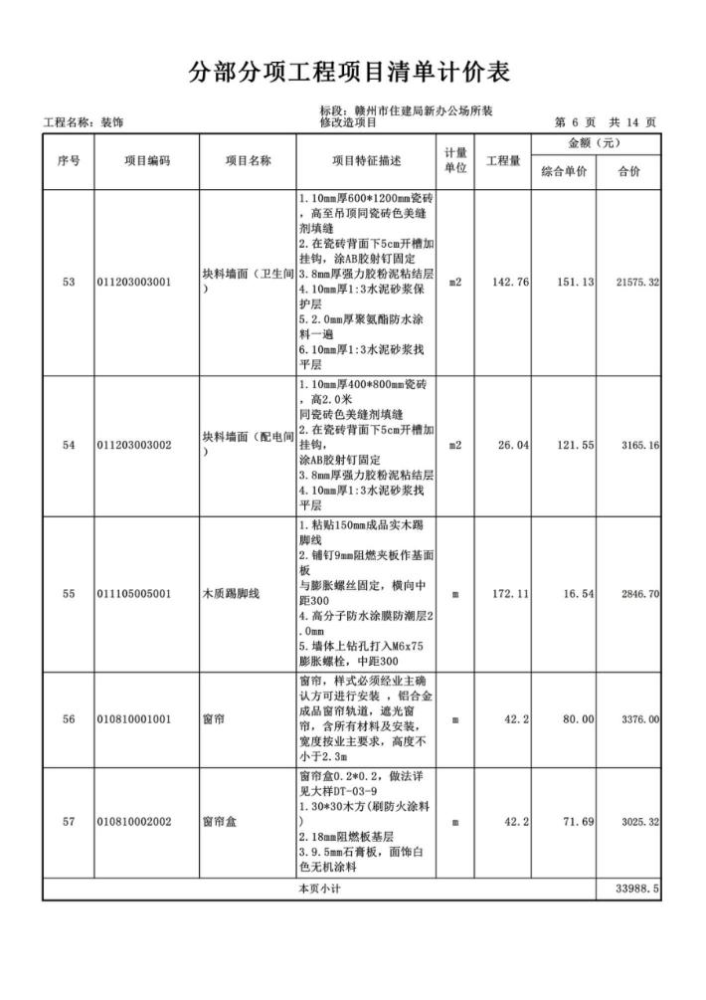 分部分项工程项目清单计价表
工程名称：装饰
标段：赣州市住建局新办公场所装
修改造项目
第 6 页 共 14 页
序号
项目编码
项目名称
项目特征描述
计量
单位
工程量
金额（元）
综合单价
合价
53
011203003001
块料墙面（卫生间
）
1.10mm厚600*1200mm瓷砖
，高至吊顶同瓷砖色美缝
剂填缝
2.在瓷砖背面下5cm开槽加
挂钩，涂AB胶射钉固定
3.8mm厚强力胶粉泥粘结层
4.10mm厚1:3水泥砂浆保
护层
5.2.0mm厚聚氨酯防水涂
料一遍
6.10mm厚1:3水泥砂浆找
平层
m2
142.76
151.13
21575.32
54
011203003002
块料墙面（配电间
）
1.10mm厚400*800mm瓷砖
，高2.0米
同瓷砖色美缝剂填缝
2.在瓷砖背面下5cm开槽加
挂钩，
涂AB胶射钉固定
3.8mm厚强力胶粉泥粘结层
4.10mm厚1:3水泥砂浆找
平层
m2
26.04
121.55
3165.16
55
011105005001
木质踢脚线
1.粘贴150mm成品实木踢
脚线
2.铺钉9mm阻燃夹板作基面
板
与膨胀螺丝固定，横向中
距300
4.高分子防水涂膜防潮层2
.0mm
5.墙体上钻孔打入M6x75
膨胀螺栓，中距300
m
172.11
16.54
2846.70
56
010810001001
窗帘
窗帘，样式必须经业主确
认方可进行安装 ，铝合金
成品窗帘轨道，遮光窗
帘，含所有材料及安装，
宽度按业主要求，高度不
小于2.3m
m
42.2
80.00
3376.00
57
010810002002
窗帘盒
窗帘盒0.2*0.2，做法详
见大样DT-03-9
1.30*30木方(刷防火涂料
)
2.18mm阻燃板基层
3.9.5mm石膏板，面饰白
色无机涂料
m
42.2
71.69
3025.32
本页小计
33988.5